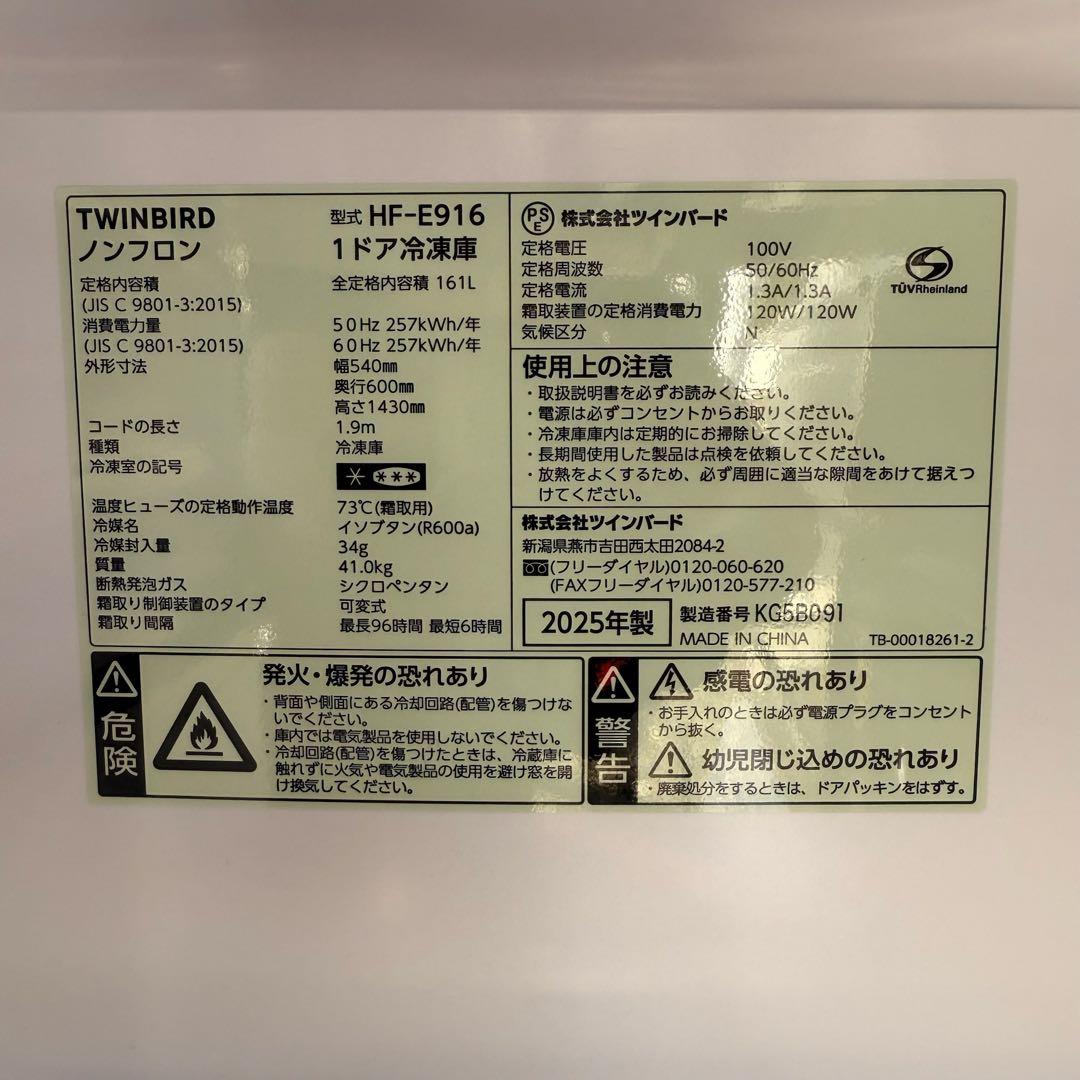 TWINBIRD 型式 HF-E916
ノンフロン 1ドア冷凍庫
定格内容積 全定格内容積 161L
(JIS C 9801-3:2015)
消費電力量 50Hz 257kWh/年
(JIS C 9801-3:2015) 60Hz 257kWh/年
外形寸法 幅540mm
奥行600mm
高さ1430mm
コードの長さ 1.9m
種類 冷凍庫
冷凍室の記号
温度ヒューズの定格動作温度 73℃(霜取用)
冷媒名 イソブタン(R600a)
冷媒封入量 34g
質量 41.0kg
断熱発泡ガス シクロペンタン
霜取り制御装置のタイプ 可変式
霜取り間隔 最長96時間 最短6時間
PSE 株式会社ツインバード
定格電圧 100V
定格周波数 50/60Hz
定格電流 1.3A/1.3A
霜取装置の定格消費電力 120W/120W
気候区分 N
TÜVRheinland
使用上の注意
・取扱説明書を必ずお読みください。
・電源は必ずコンセントからお取りください。
・冷凍庫庫内は定期的にお掃除してください。
・長期間使用した製品は点検を依頼してください。
・放熱をよくするため、必ず周囲に適当な隙間をあけて据えつ
けてください。
株式会社ツインバード
新潟県燕市吉田西太田2084-2
(フリーダイヤル)0120-060-620
(FAXフリーダイヤル)0120-577-210
2025年製 製造番号 KG5B091
MADE IN CHINA TB-00018261-2
危険
発火・爆発の恐れあり
・背面や側面にある冷却回路(配管)を傷つけな
いでください。
・庫内では電気製品を使用しないでください。
・冷却回路(配管)を傷つけたときは、冷蔵庫に
触れずに火気や電気製品の使用を避け窓を開
け換気してください。
警告
感電の恐れあり
・お手入れのときは必ず電源プラグをコンセント
から抜く。
幼児閉じ込めの恐れあり
・廃棄処分をするときは、ドアパッキンをはずす。